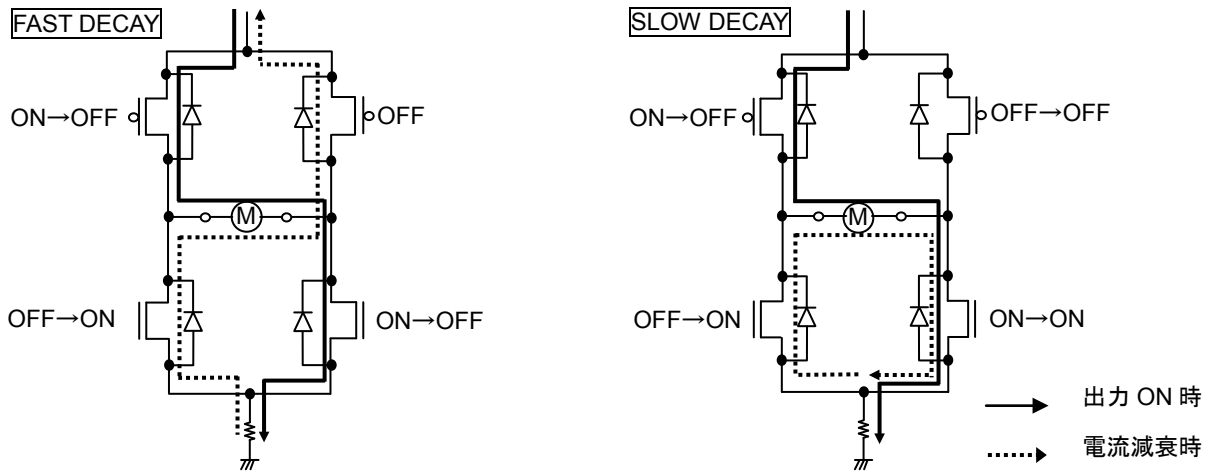 FAST DECAY
ON→OFF
OFF
M
OFF→ON
ON→OFF
SLOW DECAY
ON→OFF
OFF→OFF
M
OFF→ON
ON→ON
出力 ON 時
電流減衰時